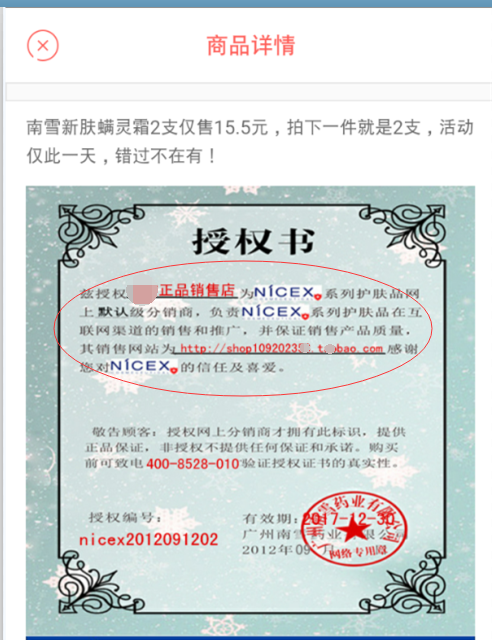 商品详情
南雪新肤螨灵霜2支仅售15.5元，拍下一件就是2支，活动
仅此一天，错过不在有！
授权书
兹授权 正品销售店为NICEX系列护肤品网
上默认级分销商，负责NICEX系列护肤品在互
联网渠道的销售和推广，并保证销售产品质量，
其销售网站为http://shop10920235 .t obao.com感谢
您对NICEX的信任及喜爱。
敬告顾客：授权网上分销商才拥有此标识，提供
正品保证，非授权不提供任何保证和承诺。购买
前可致电400-8528-010验证授权证书的真实性。
授权编号：
nicex2012091202
有效期：2017-12-30
广州南雪药业有限公司
2012年09 月
网络专用章